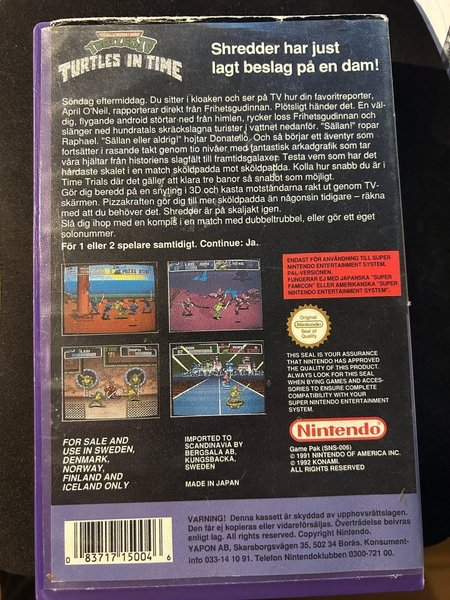 TEENAGE MUTANT NINJA
TURTLES IV
TURTLES IN TIME
Shredder har just
lagt beslag på en dam!
Söndag eftermiddag. Du sitter i kloaken och ser på TV hur din favoritreporter,
April O'Neil, rapporterar direkt från Frihetsgudinnan. Plötsligt händer det. En väl-
dig, flygande android störtar ned från himlen, rycker loss Frihetsgudinnan och
slänger ned hundratals skräckslagna turister i vattnet nedanför. "Sällan!" ropar
Raphael. "Sällan eller aldrig!" hojtar Donatello. Och så börjar ett äventyr som
fortsätter i rasande takt genom tio nivåer med fantastisk arkadgrafik som tar
våra hjältar från historiens slagfält till framtidsgalaxer. Testa vem som har det
hårdaste skalet i en match sköldpadda mot sköldpadda. Kolla hur snabbt du är i
Time Trials där det gäller att klara tre banor så snabbt som möjligt.
Gör dig beredd på en snyting i 3D och kasta motståndarna rakt ut genom TV-
skärmen. Pizzakraften gör dig till mer sköldpadda än någonsin tidigare – räkna
med att du behöver det. Shredder är på skaljakt igen.
Slå dig ihop med en kompis i en match med dubbeltrubbel, eller gör ett eget
solonummer.
För 1 eller 2 spelare samtidigt. Continue: Ja.
ENDAST FÖR ANVÄNDNING TILL SUPER
NINTENDO ENTERTAINMENT SYSTEM,
PAL-VERSIONEN.
FUNGERAR EJ MED JAPANSKA "SUPER
FAMICON" ELLER AMERIKANSKA "SUPER
NINTENDO ENTERTAINMENT SYSTEM".
Original
Nintendo
Seal of
Quality
THIS SEAL IS YOUR ASSURANCE
THAT NINTENDO HAS APPROVED
THE QUALITY OF THIS PRODUCT.
ALWAYS LOOK FOR THIS SEAL
WHEN BYING GAMES AND ACCES-
SORIES TO ENSURE COMPLETE
COMPATIBILITY WITH YOUR
SUPER NINTENDO ENTERTAINMENT
SYSTEM.
Nintendo
Game Pak (SNS-006)
© 1991 NINTENDO OF AMERICA INC.
© 1992 KONAMI.
ALL RIGHTS RESERVED
FOR SALE AND
USE IN SWEDEN,
DENMARK,
NORWAY,
FINLAND AND
ICELAND ONLY
IMPORTED TO
SCANDINAVIA BY
BERGSALA AB,
KUNGSBACKA,
SWEDEN
MADE IN JAPAN
0 83717 15004 6
VARNING! Denna kassett är skyddad av upphovsrättslagen.
Den får ej kopieras eller vidareförsäljas. Överträdelse beivras
enligt lag. All rights reserved. Copyright Nintendo.
YAPON AB, Skaraborgsvägen 35, 502 34 Borås. Konsument-
info 033-14 10 91. Telefon Nintendoklubben 0300-721 00.